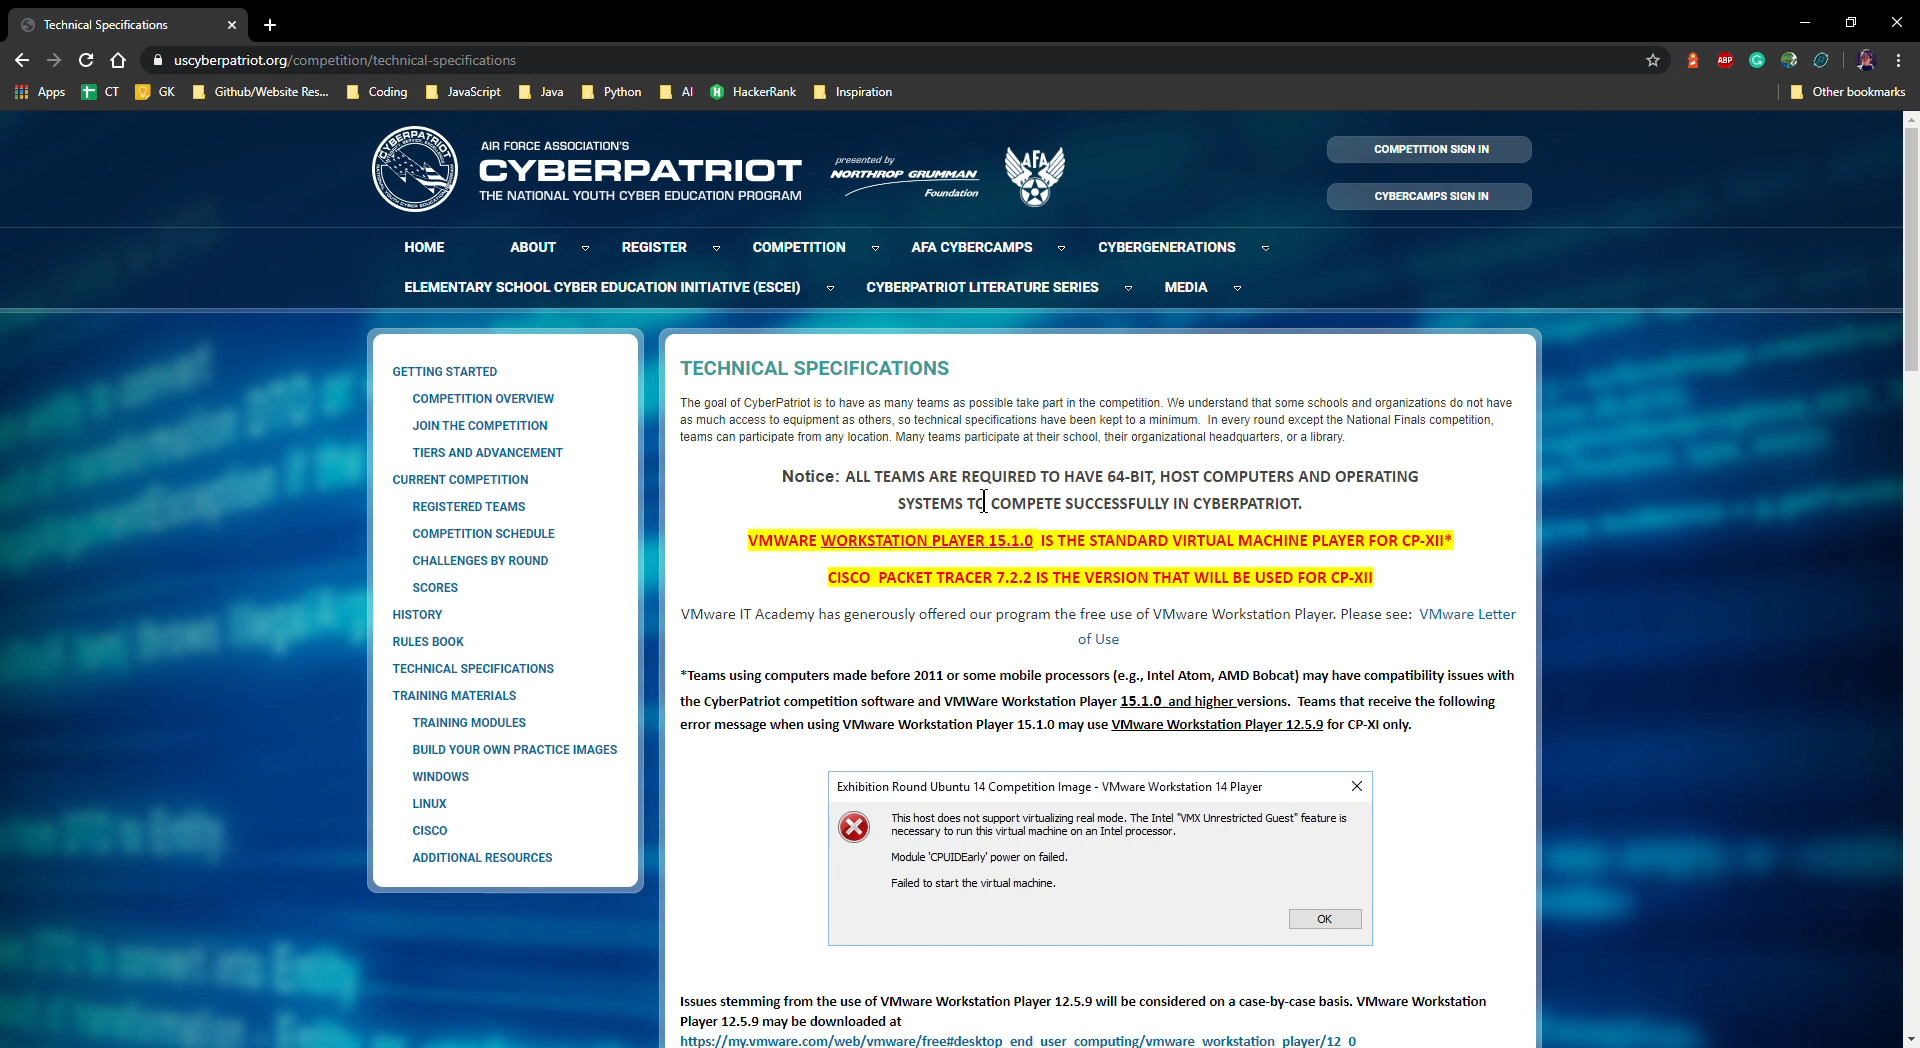 Technical Specifications
uscyberpatriot.org/competition/technical-specifications
ABP
Apps CT GK Github/Website Res... Coding JavaScript Java Python AI HackerRank Inspiration Other bookmarks
CYBERPATRIOT
AIR FORCE ASSOCIATION'S
CYBERPATRIOT
THE NATIONAL YOUTH CYBER EDUCATION PROGRAM
presented by
NORTHROP GRUMMAN
Foundation
AFA
COMPETITION SIGN IN
CYBERCAMPS SIGN IN
HOME ABOUT REGISTER COMPETITION AFA CYBERCAMPS CYBERGENERATIONS
ELEMENTARY SCHOOL CYBER EDUCATION INITIATIVE (ESCEI) CYBERPATRIOT LITERATURE SERIES MEDIA
GETTING STARTED
COMPETITION OVERVIEW
JOIN THE COMPETITION
TIERS AND ADVANCEMENT
CURRENT COMPETITION
REGISTERED TEAMS
COMPETITION SCHEDULE
CHALLENGES BY ROUND
SCORES
HISTORY
RULES BOOK
TECHNICAL SPECIFICATIONS
TRAINING MATERIALS
TRAINING MODULES
BUILD YOUR OWN PRACTICE IMAGES
WINDOWS
LINUX
CISCO
ADDITIONAL RESOURCES
TECHNICAL SPECIFICATIONS
The goal of CyberPatriot is to have as many teams as possible take part in the competition. We understand that some schools and organizations do not have
as much access to equipment as others, so technical specifications have been kept to a minimum. In every round except the National Finals competition,
teams can participate from any location. Many teams participate at their school, their organizational headquarters, or a library.
Notice: ALL TEAMS ARE REQUIRED TO HAVE 64-BIT, HOST COMPUTERS AND OPERATING
SYSTEMS TO COMPETE SUCCESSFULLY IN CYBERPATRIOT.
VMWARE WORKSTATION PLAYER 15.1.0 IS THE STANDARD VIRTUAL MACHINE PLAYER FOR CP-XII*
CISCO PACKET TRACER 7.2.2 IS THE VERSION THAT WILL BE USED FOR CP-XII
VMware IT Academy has generously offered our program the free use of VMware Workstation Player. Please see: VMware Letter
of Use
*Teams using computers made before 2011 or some mobile processors (e.g., Intel Atom, AMD Bobcat) may have compatibility issues with
the CyberPatriot competition software and VMWare Workstation Player 15.1.0 and higher versions. Teams that receive the following
error message when using VMware Workstation Player 15.1.0 may use VMware Workstation Player 12.5.9 for CP-XI only.
Exhibition Round Ubuntu 14 Competition Image - VMware Workstation 14 Player
This host does not support virtualizing real mode. The Intel "VMX Unrestricted Guest" feature is
necessary to run this virtual machine on an Intel processor.
Module 'CPUIDEarly' power on failed.
Failed to start the virtual machine.
OK
Issues stemming from the use of VMware Workstation Player 12.5.9 will be considered on a case-by-case basis. VMware Workstation
Player 12.5.9 may be downloaded at
https://my.vmware.com/web/vmware/free#desktop_end_user_computing/vmware_workstation_player/12_0